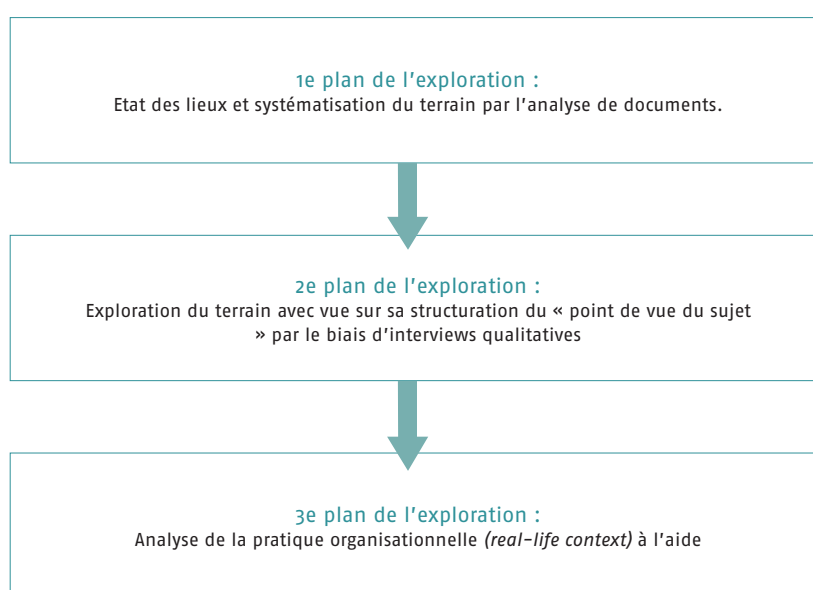 1e plan de l'exploration :
Etat des lieux et systématisation du terrain par l'analyse de documents.
2e plan de l'exploration :
Exploration du terrain avec vue sur sa structuration du « point de vue du sujet
» par le biais d'interviews qualitatives
3e plan de l'exploration :
Analyse de la pratique organisationnelle (real-life context) à l'aide